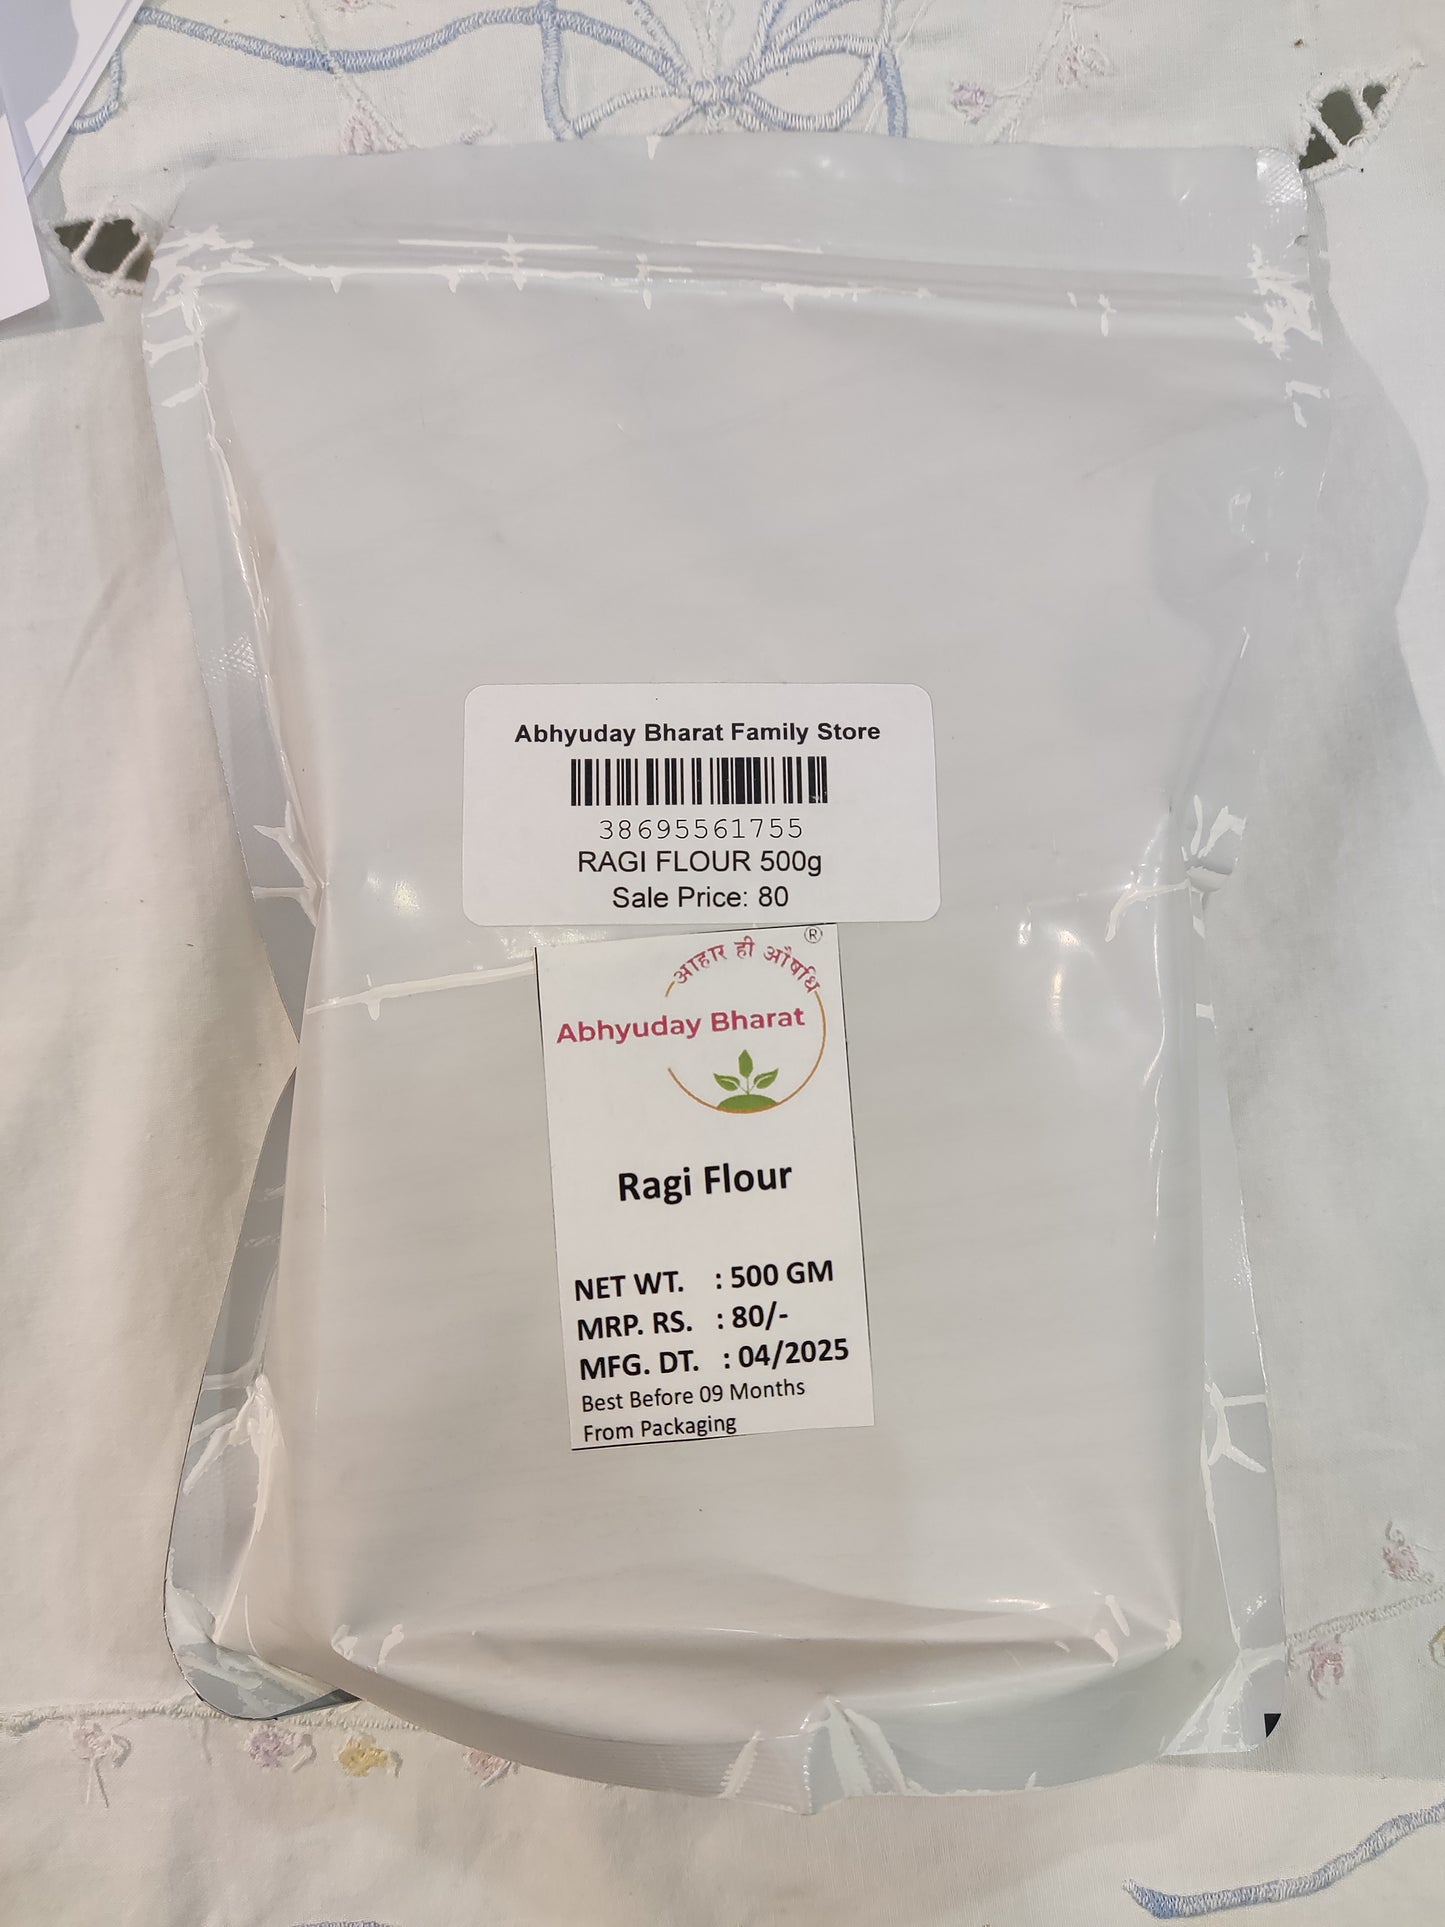 Abhyuday Bharat Family Store
38695561755
RAGI FLOUR 500g
Sale Price: 80
®
आहार ही औषधि
Abhyuday Bharat
Ragi Flour
NET WT. : 500 GM
MRP. RS. : 80/-
MFG. DT. : 04/2025
Best Before 09 Months
From Packaging